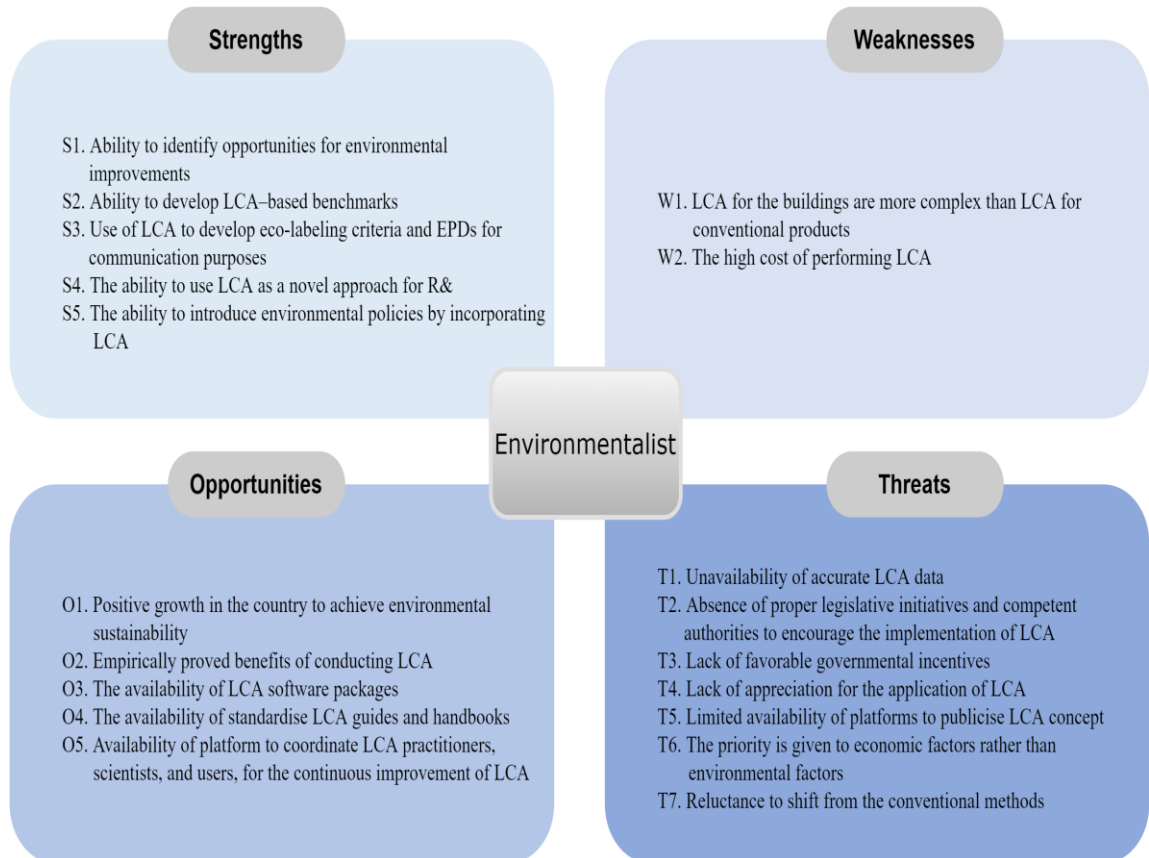 Strengths
S1. Ability to identify opportunities for environmental
improvements
S2. Ability to develop LCA–based benchmarks
S3. Use of LCA to develop eco-labeling criteria and EPDs for
communication purposes
S4. The ability to use LCA as a novel approach for R&
S5. The ability to introduce environmental policies by incorporating
LCA
Weaknesses
W1. LCA for the buildings are more complex than LCA for
conventional products
W2. The high cost of performing LCA
Environmentalist
Opportunities
O1. Positive growth in the country to achieve environmental
sustainability
O2. Empirically proved benefits of conducting LCA
O3. The availability of LCA software packages
O4. The availability of standardise LCA guides and handbooks
O5. Availability of platform to coordinate LCA practitioners,
scientists, and users, for the continuous improvement of LCA
Threats
T1. Unavailability of accurate LCA data
T2. Absence of proper legislative initiatives and competent
authorities to encourage the implementation of LCA
T3. Lack of favorable governmental incentives
T4. Lack of appreciation for the application of LCA
T5. Limited availability of platforms to publicise LCA concept
T6. The priority is given to economic factors rather than
environmental factors
T7. Reluctance to shift from the conventional methods